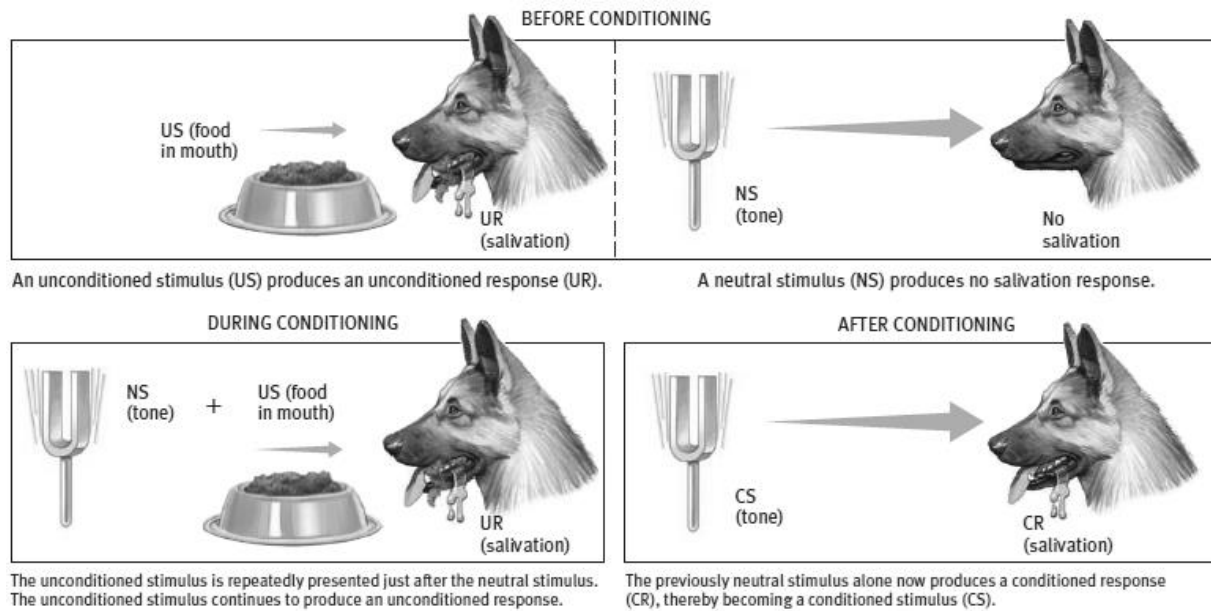 BEFORE CONDITIONING
US (food
in mouth)
UR
(salivation)
NS
(tone)
No
salivation
An unconditioned stimulus (US) produces an unconditioned response (UR).
A neutral stimulus (NS) produces no salivation response.
DURING CONDITIONING
NS
(tone)
+
US (food
in mouth)
UR
(salivation)
The unconditioned stimulus is repeatedly presented just after the neutral stimulus.
The unconditioned stimulus continues to produce an unconditioned response.
AFTER CONDITIONING
CS
(tone)
CR
(salivation)
The previously neutral stimulus alone now produces a conditioned response
(CR), thereby becoming a conditioned stimulus (CS).